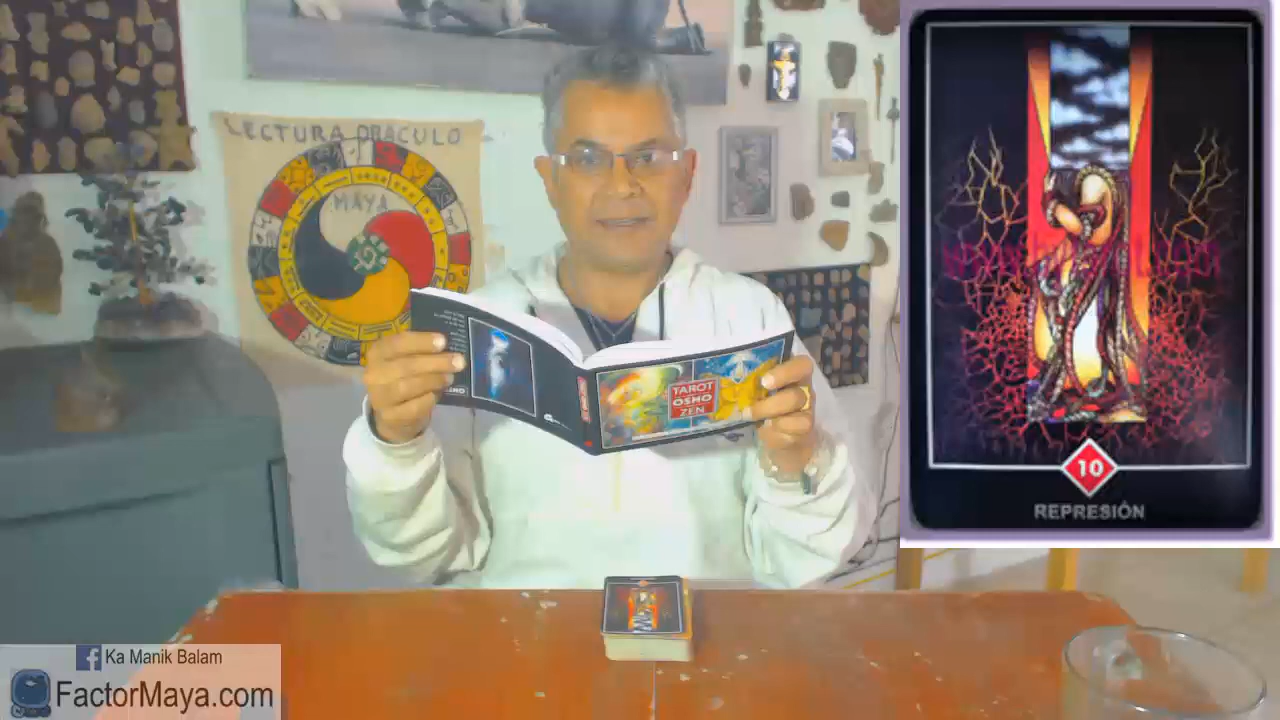 LECTURA ORACULO
MAYA
TAROT
OSHO
ZEN
10
REPRESIÓN
Ka Manik Balam
FactorMaya.com